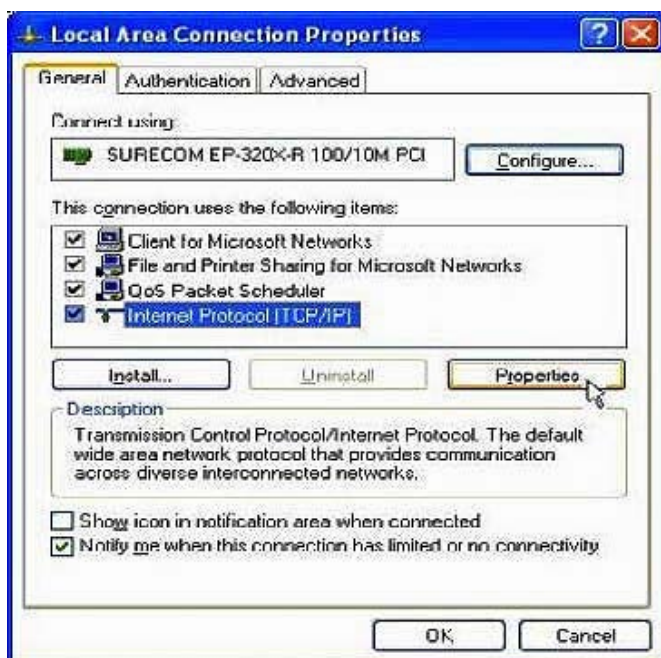 Local Area Connection Properties
General Authentication Advanced
Connect using:
SURECOM EP-320X-R 100/10M PCI Configure...
This connection uses the following items:
Client for Microsoft Networks
File and Printer Sharing for Microsoft Networks
QoS Packet Scheduler
Internet Protocol (TCP/IP)
Install... Uninstall Properties
Description
Transmission Control Protocol/Internet Protocol. The default
wide area network protocol that provides communication
across diverse interconnected networks.
Show icon in notification area when connected
Notify me when this connection has limited or no connectivity
OK Cancel